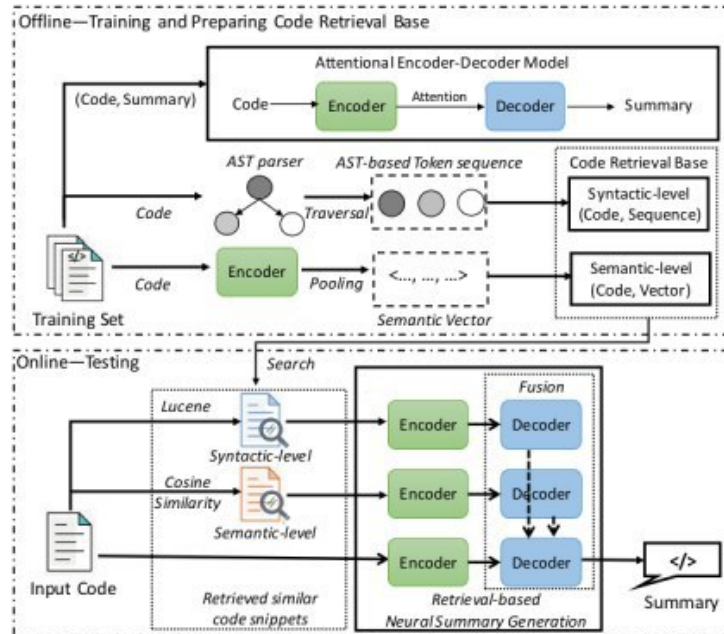 Offline—Training and Preparing Code Retrieval Base
Attentional Encoder-Decoder Model
(Code, Summary)
Code
Encoder
Attention
Decoder
Summary
AST parser
AST-based Token sequence
Code Retrieval Base
Code
Traversal
Syntactic-level
(Code, Sequence)
</>
Training Set
Code
Encoder
Pooling
<..., ..., ...>
Semantic Vector
Semantic-level
(Code, Vector)
Online—Testing
Search
Lucene
Syntactic-level
Cosine
Similarity
Semantic-level
Input Code
Retrieved similar
code snippets
Fusion
Encoder
Decoder
Encoder
Decoder
Encoder
Decoder
Retrieval-based
Neural Summary Generation
</>
Summary